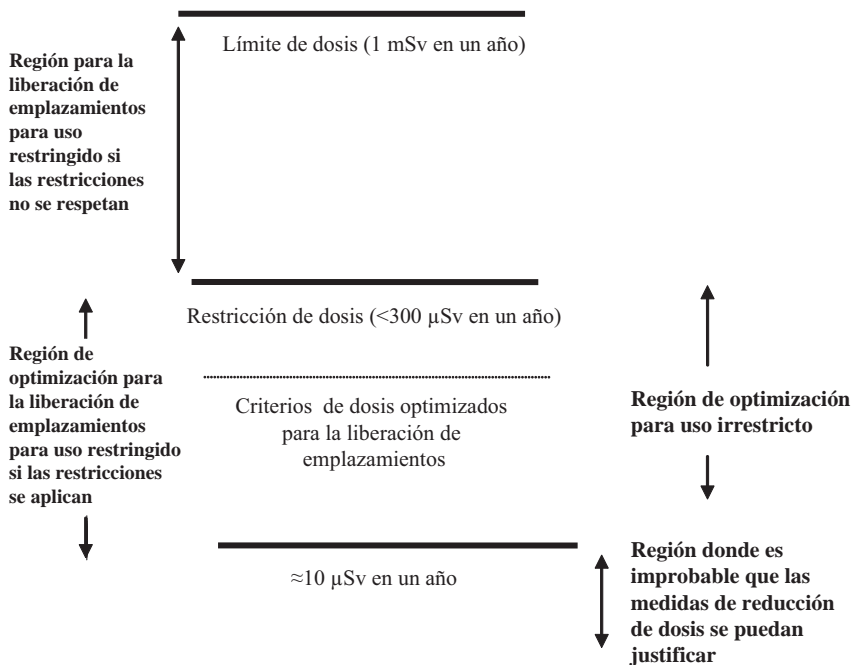 Límite de dosis (1 mSv en un año)
Región para la
liberación de
emplazamientos
para uso
restringido si
las restricciones
no se respetan
Restricción de dosis (<300 µSv en un año)
Región de
optimización para
la liberación de
emplazamientos
para uso restringido
si las restricciones
se aplican
Criterios de dosis optimizados
para la liberación de
emplazamientos
Región de optimización
para uso irrestricto
≈10 µSv en un año
Región donde es
improbable que las
medidas de reducción
de dosis se puedan
justificar